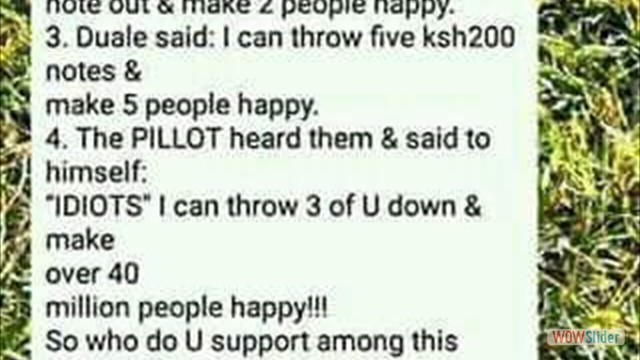 note out & make 2 people happy.
3. Duale said: I can throw five ksh200
notes &
make 5 people happy.
4. The PILLOT heard them & said to
himself:
"IDIOTS" I can throw 3 of U down &
make
over 40
million people happy!!!
So who do U support among this
WOWSlider